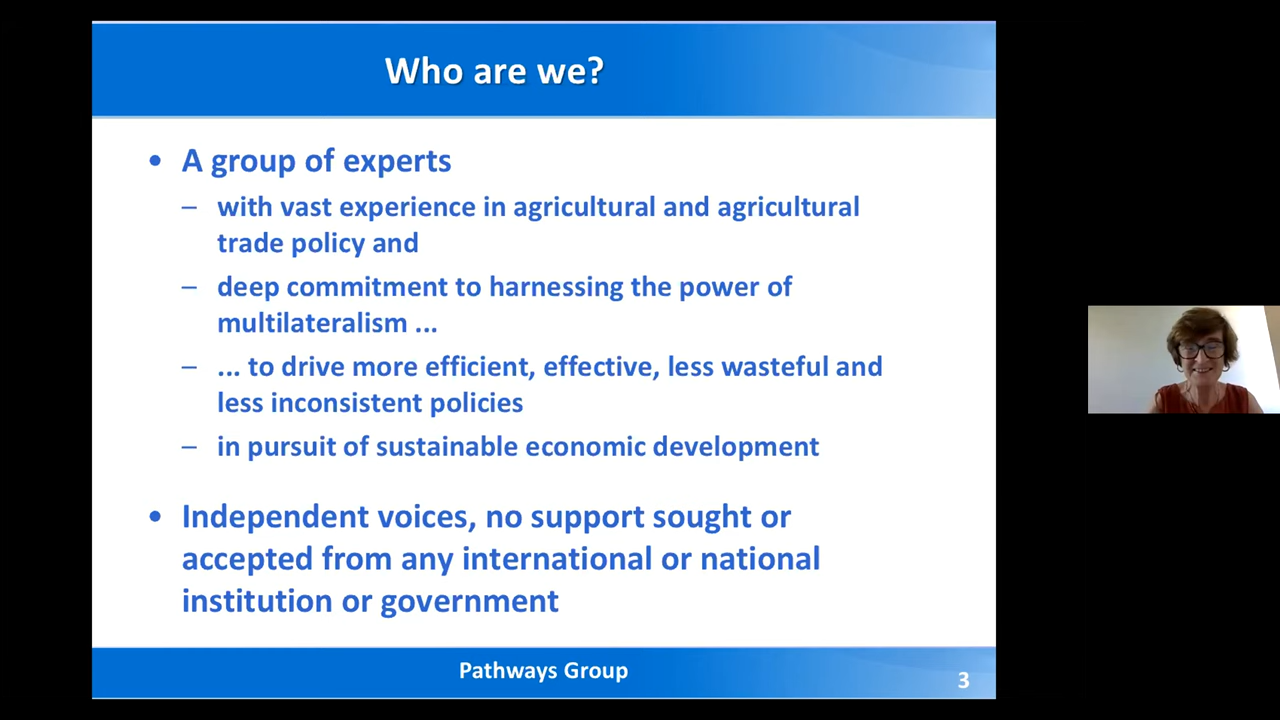 Who are we?
• A group of experts
– with vast experience in agricultural and agricultural
trade policy and
– deep commitment to harnessing the power of
multilateralism ...
– ... to drive more efficient, effective, less wasteful and
less inconsistent policies
– in pursuit of sustainable economic development
• Independent voices, no support sought or
accepted from any international or national
institution or government
Pathways Group
3